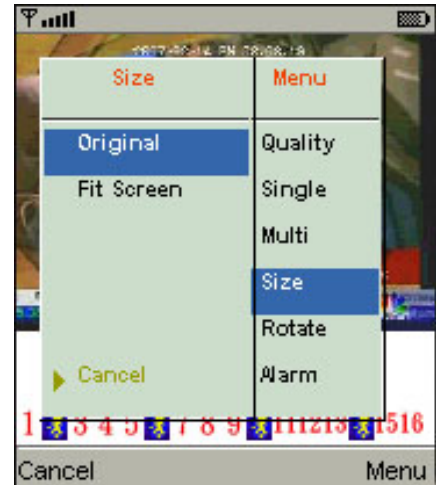 Size Menu
Original Quality
Fit Screen Single
Multi
Size
Rotate
Cancel Alarm
1 3 4 5 7 8 9 11 12 13 15 16
Cancel Menu